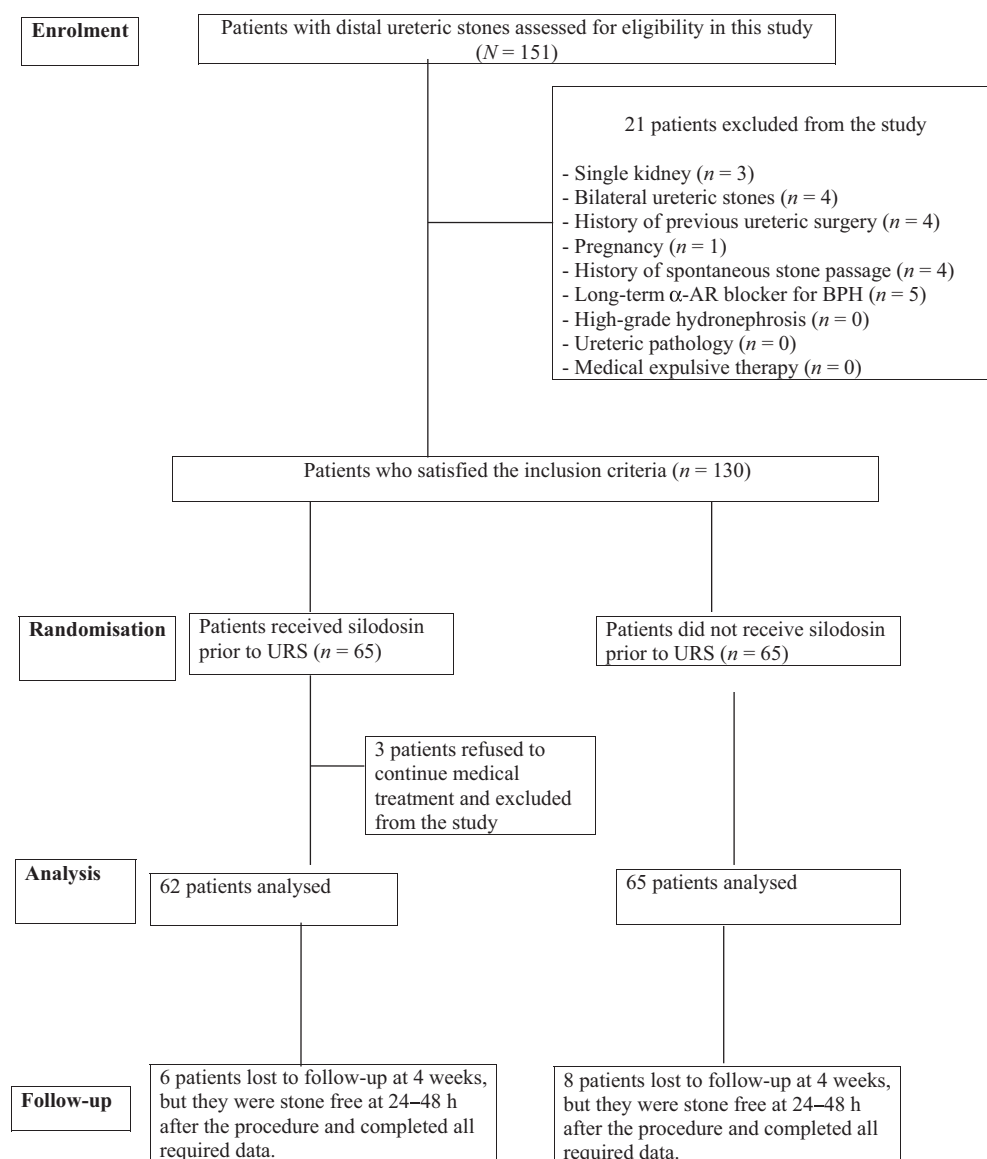 Enrolment
Patients with distal ureteric stones assessed for eligibility in this study
(N = 151)
21 patients excluded from the study
- Single kidney (n = 3)
- Bilateral ureteric stones (n = 4)
- History of previous ureteric surgery (n = 4)
- Pregnancy (n = 1)
- History of spontaneous stone passage (n = 4)
- Long-term α-AR blocker for BPH (n = 5)
- High-grade hydronephrosis (n = 0)
- Ureteric pathology (n = 0)
- Medical expulsive therapy (n = 0)
Patients who satisfied the inclusion criteria (n = 130)
Randomisation
Patients received silodosin
prior to URS (n = 65)
Patients did not receive silodosin
prior to URS (n = 65)
3 patients refused to
continue medical
treatment and excluded
from the study
Analysis
62 patients analysed
65 patients analysed
Follow-up
6 patients lost to follow-up at 4 weeks,
but they were stone free at 24–48 h
after the procedure and completed all
required data.
8 patients lost to follow-up at 4 weeks,
but they were stone free at 24–48 h
after the procedure and completed all
required data.